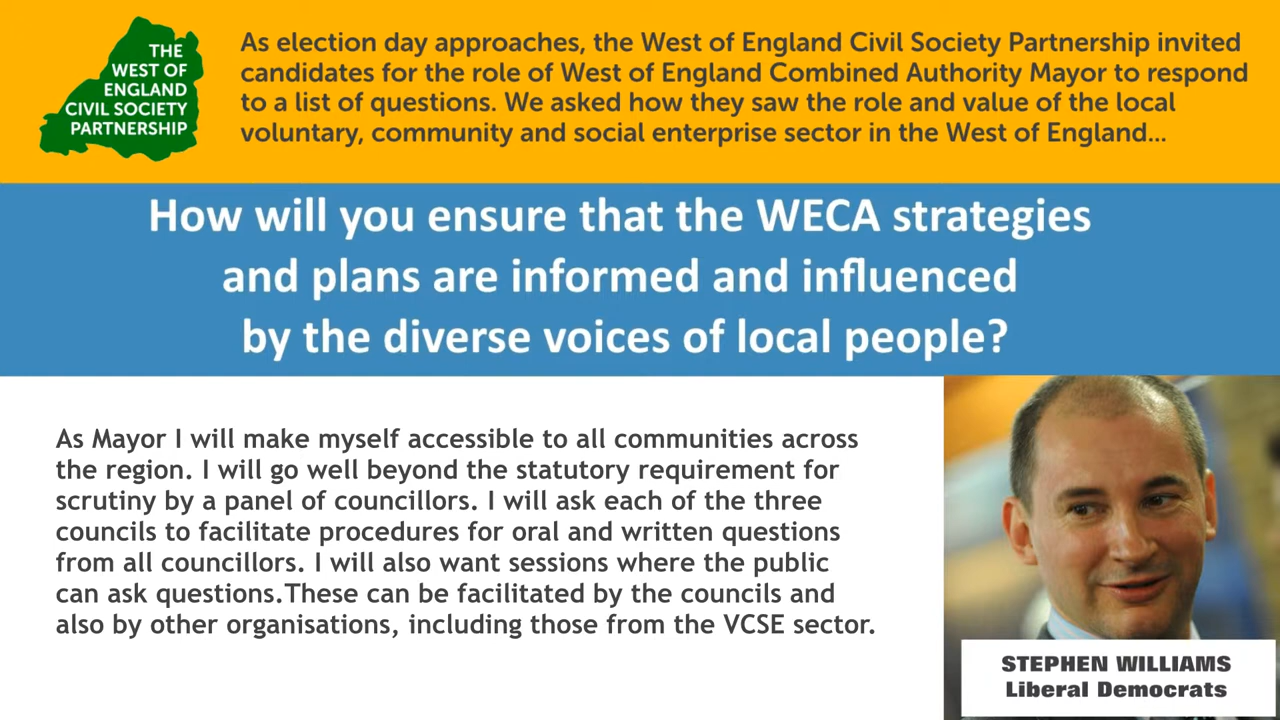 THE
WEST OF
ENGLAND
CIVIL SOCIETY
PARTNERSHIP
As election day approaches, the West of England Civil Society Partnership invited
candidates for the role of West of England Combined Authority Mayor to respond
to a list of questions. We asked how they saw the role and value of the local
voluntary, community and social enterprise sector in the West of England...
How will you ensure that the WECA strategies
and plans are informed and influenced
by the diverse voices of local people?
As Mayor I will make myself accessible to all communities across
the region. I will go well beyond the statutory requirement for
scrutiny by a panel of councillors. I will ask each of the three
councils to facilitate procedures for oral and written questions
from all councillors. I will also want sessions where the public
can ask questions.These can be facilitated by the councils and
also by other organisations, including those from the VCSE sector.
STEPHEN WILLIAMS
Liberal Democrats